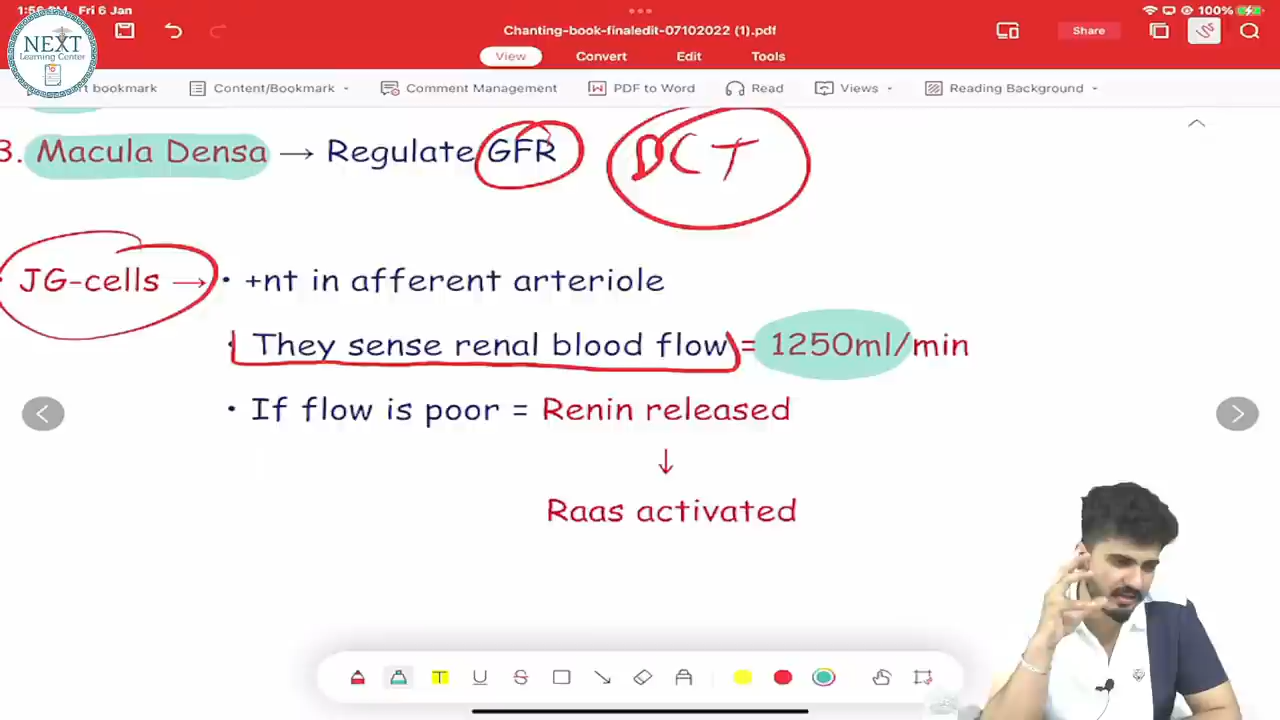 Fri 6 Jan
100%
Chanting-book-finaledit-07102022 (1).pdf
Share
NEXT
Learning Center
View Convert Edit Tools
bookmark Content/Bookmark Comment Management PDF to Word Read Views Reading Background
3. Macula Densa → Regulate GFR DCT
JG-cells → • +nt in afferent arteriole
• They sense renal blood flow = 1250ml/min
• If flow is poor = Renin released
↓
Raas activated
T U S A